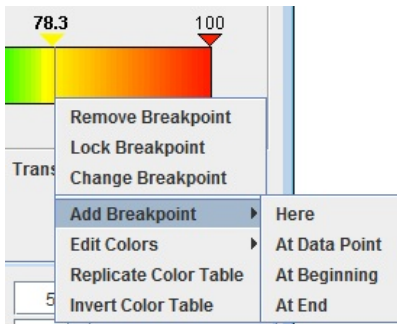 78.3 100
Remove Breakpoint
Lock Breakpoint
Change Breakpoint
Trans
Add Breakpoint
Edit Colors
Replicate Color Table
Invert Color Table
Here
At Data Point
At Beginning
At End
5